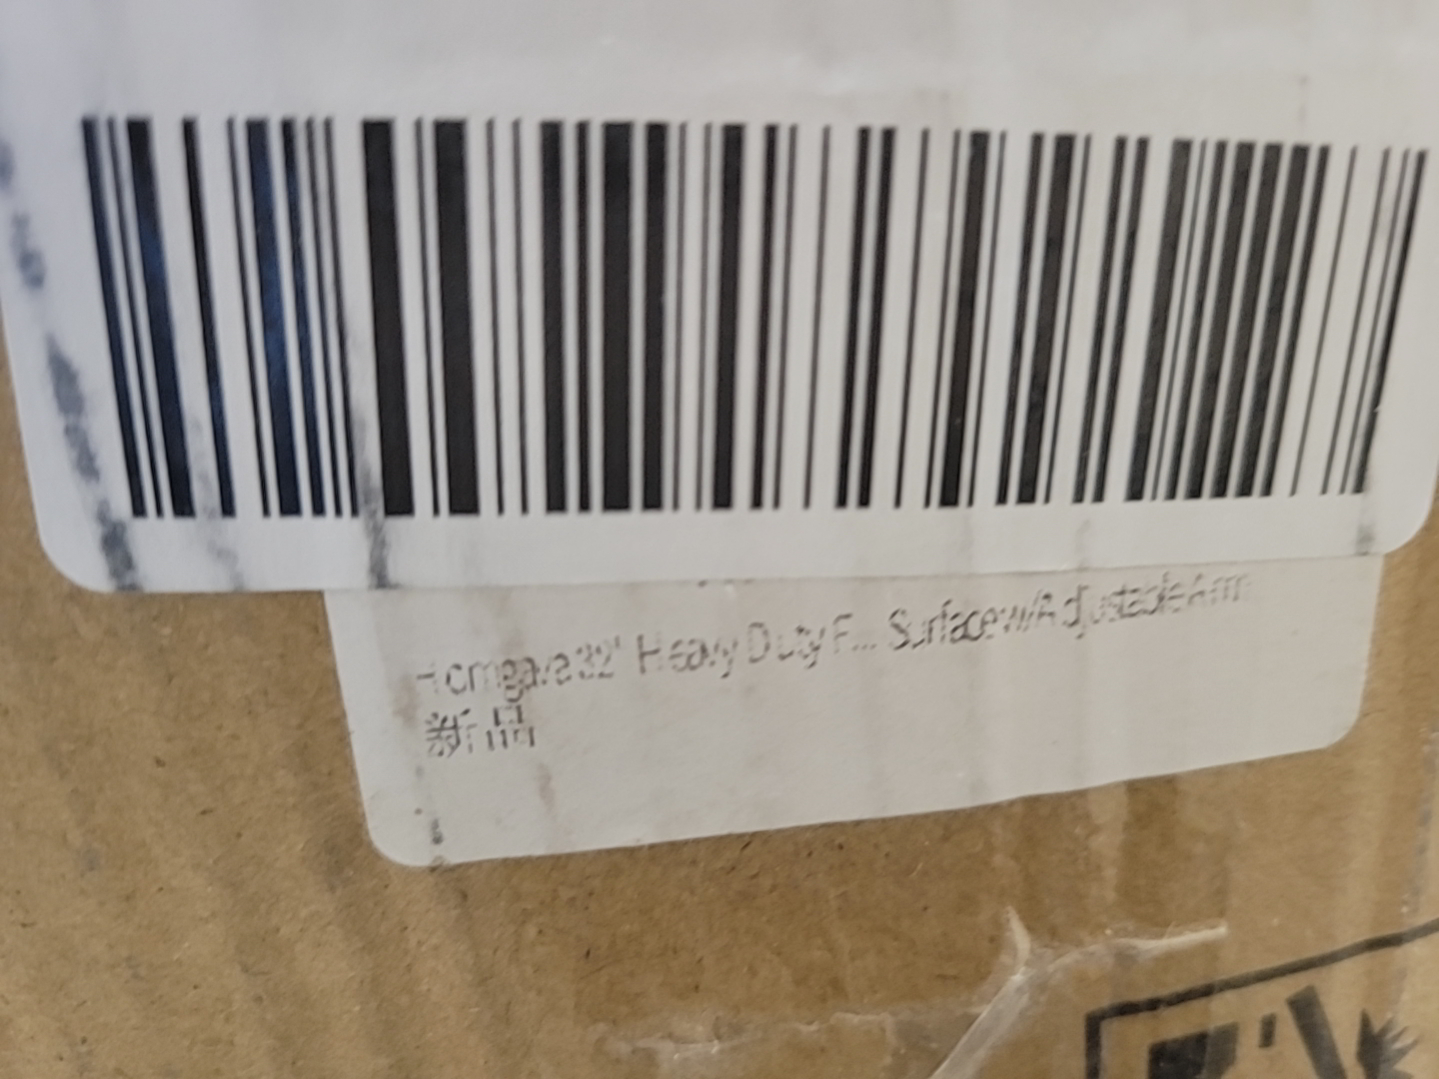 Homgava 32" Heavy Duty F... Surface w/Adjustable Arm
新品